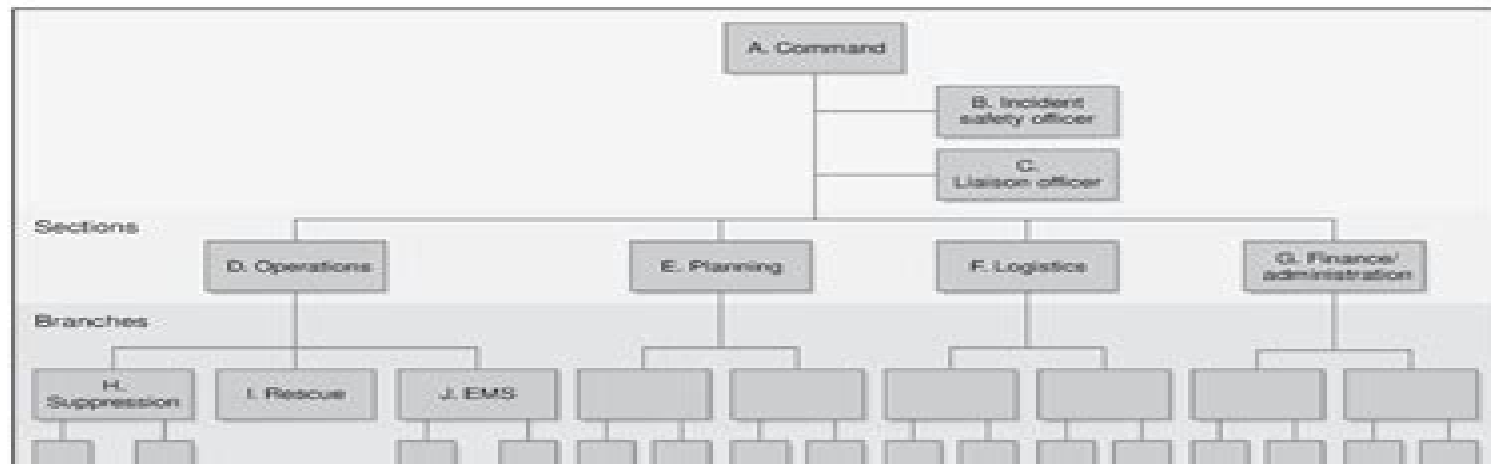 A. Command
B. Incident
safety officer
C.
Liaison officer
Sections
D. Operations
E. Planning
F. Logistics
G. Finance/
administration
Branches
H.
Suppression
I. Rescue
J. EMS